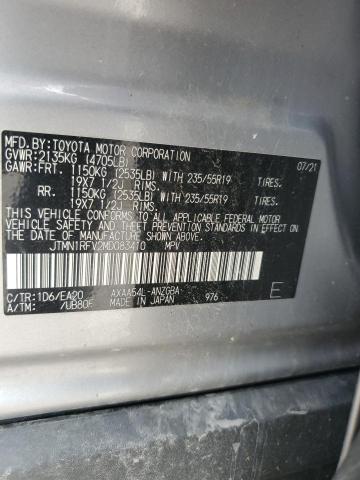 MFD.BY:TOYOTA MOTOR CORPORATION 07/21
GVWR:2135KG (4705LB)
GAWR:FRT. 1150KG (2535LB) WITH 235/55R19 TIRES.
19X7 1/2J RIMS.
RR. 1150KG (2535LB) WITH 235/55R19 TIRES.
19X7 1/2J RIMS.
THIS VEHICLE CONFORMS TO ALL APPLICABLE FEDERAL MOTOR
VEHICLE SAFETY AND BUMPER STANDARDS IN EFFECT ON THE DATE OF
MANUFACTURE SHOWN ABOVE.
JTMN1RFV2MD083410 MPV
C/TR:1D6/EA20 AXAA54L-ANZGBA
A/TM: /UB80F MADE IN JAPAN 976 E